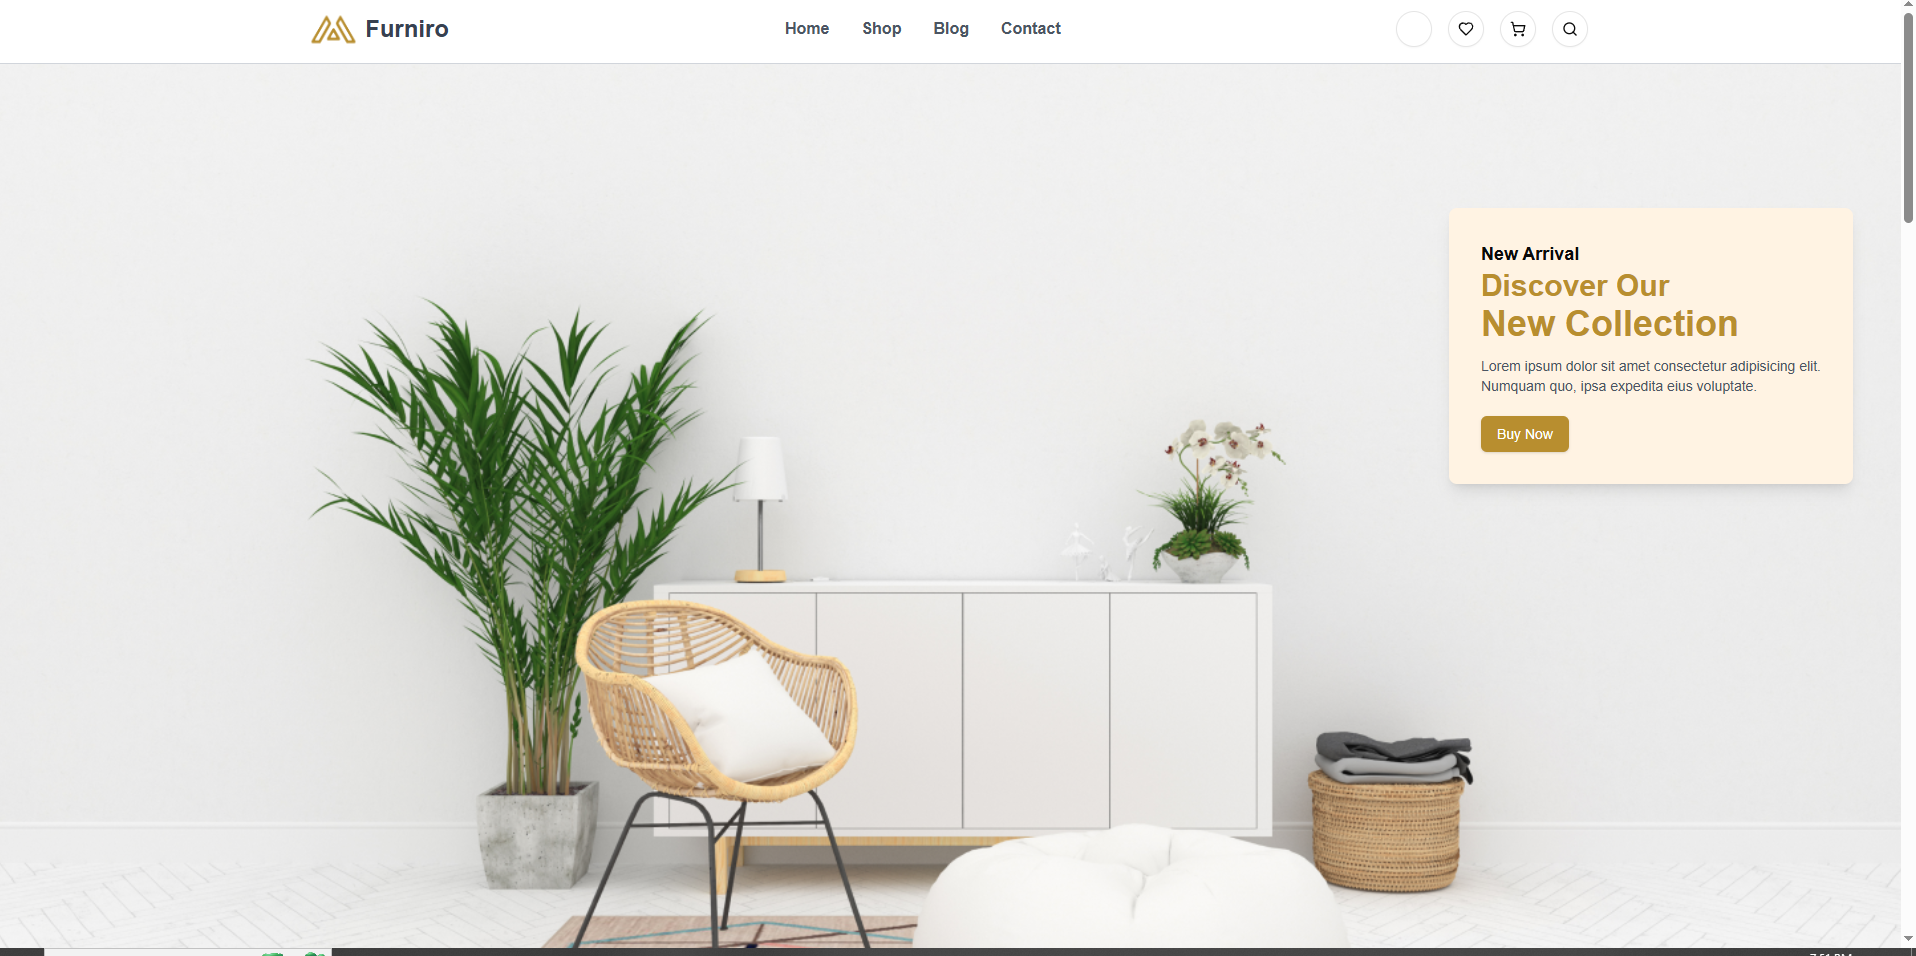 Furniro
Home Shop Blog Contact
New Arrival
Discover Our
New Collection
Lorem ipsum dolor sit amet consectetur adipisicing elit.
Numquam quo, ipsa expedita eius voluptate.
Buy Now